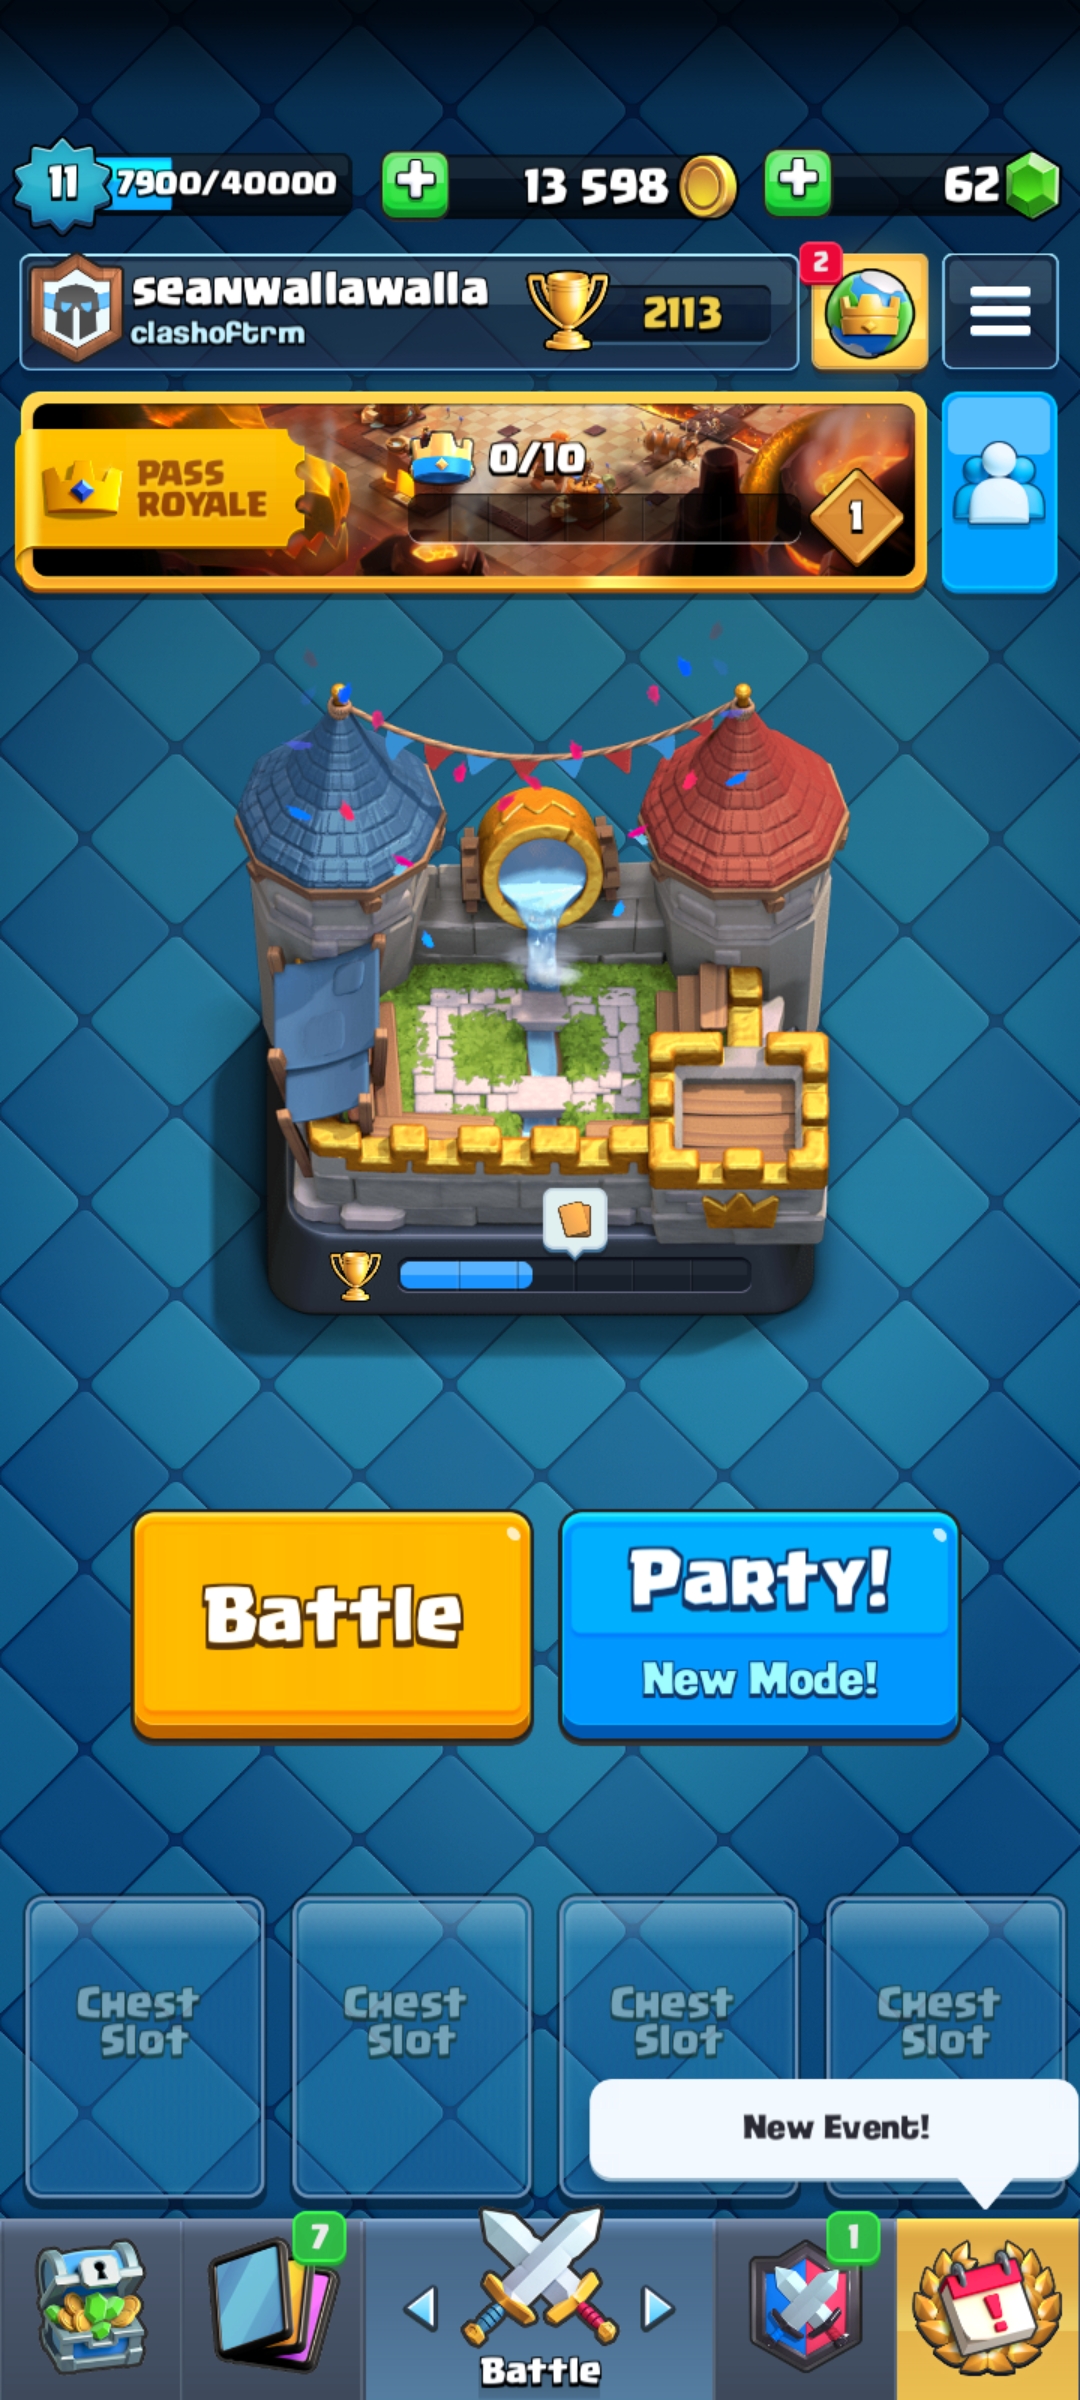 11
7900/40000
13 598
62
seanwallawalla
2113
clashoftrm
2
PASS
ROYALE
0/10
1
Battle
Party!
New Mode!
Chest
Slot
Chest
Slot
Chest
Slot
Chest
Slot
New Event!
7
1
!
Battle